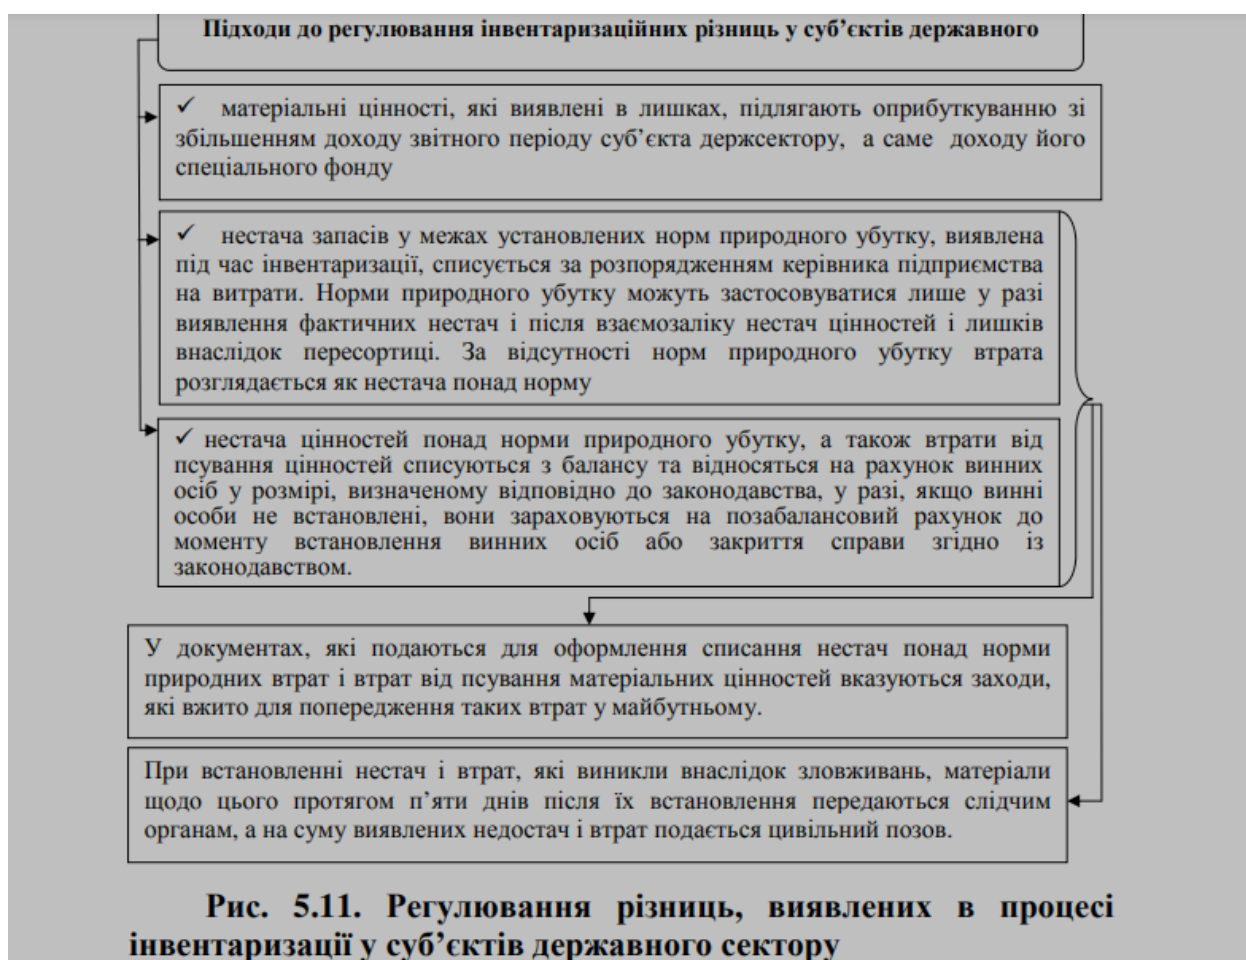 Підходи до регулювання інвентаризаційних різниць у суб’єктів державного
✓ матеріальні цінності, які виявлені в лишках, підлягають оприбуткуванню зі
збільшенням доходу звітного періоду суб’єкта держсектору, а саме доходу його
спеціального фонду
✓ нестача запасів у межах установлених норм природного убутку, виявлена
під час інвентаризації, списується за розпорядженням керівника підприємства
на витрати. Норми природного убутку можуть застосовуватися лише у разі
виявлення фактичних нестач і після взаємозаліку нестач цінностей і лишків
внаслідок пересортиці. За відсутності норм природного убутку втрата
розглядається як нестача понад норму
✓ нестача цінностей понад норми природного убутку, а також втрати від
псування цінностей списуються з балансу та відносяться на рахунок винних
осіб у розмірі, визначеному відповідно до законодавства, у разі, якщо винні
особи не встановлені, вони зараховуються на позабалансовий рахунок до
моменту встановлення винних осіб або закриття справи згідно із
законодавством.
У документах, які подаються для оформлення списання нестач понад норми
природних втрат і втрат від псування матеріальних цінностей вказуються заходи,
які вжито для попередження таких втрат у майбутньому.
При встановленні нестач і втрат, які виникли внаслідок зловживань, матеріали
щодо цього протягом п’яти днів після їх встановлення передаються слідчим
органам, а на суму виявлених недостач і втрат подається цивільний позов.
Рис. 5.11. Регулювання різниць, виявлених в процесі
інвентаризації у суб’єктів державного сектору